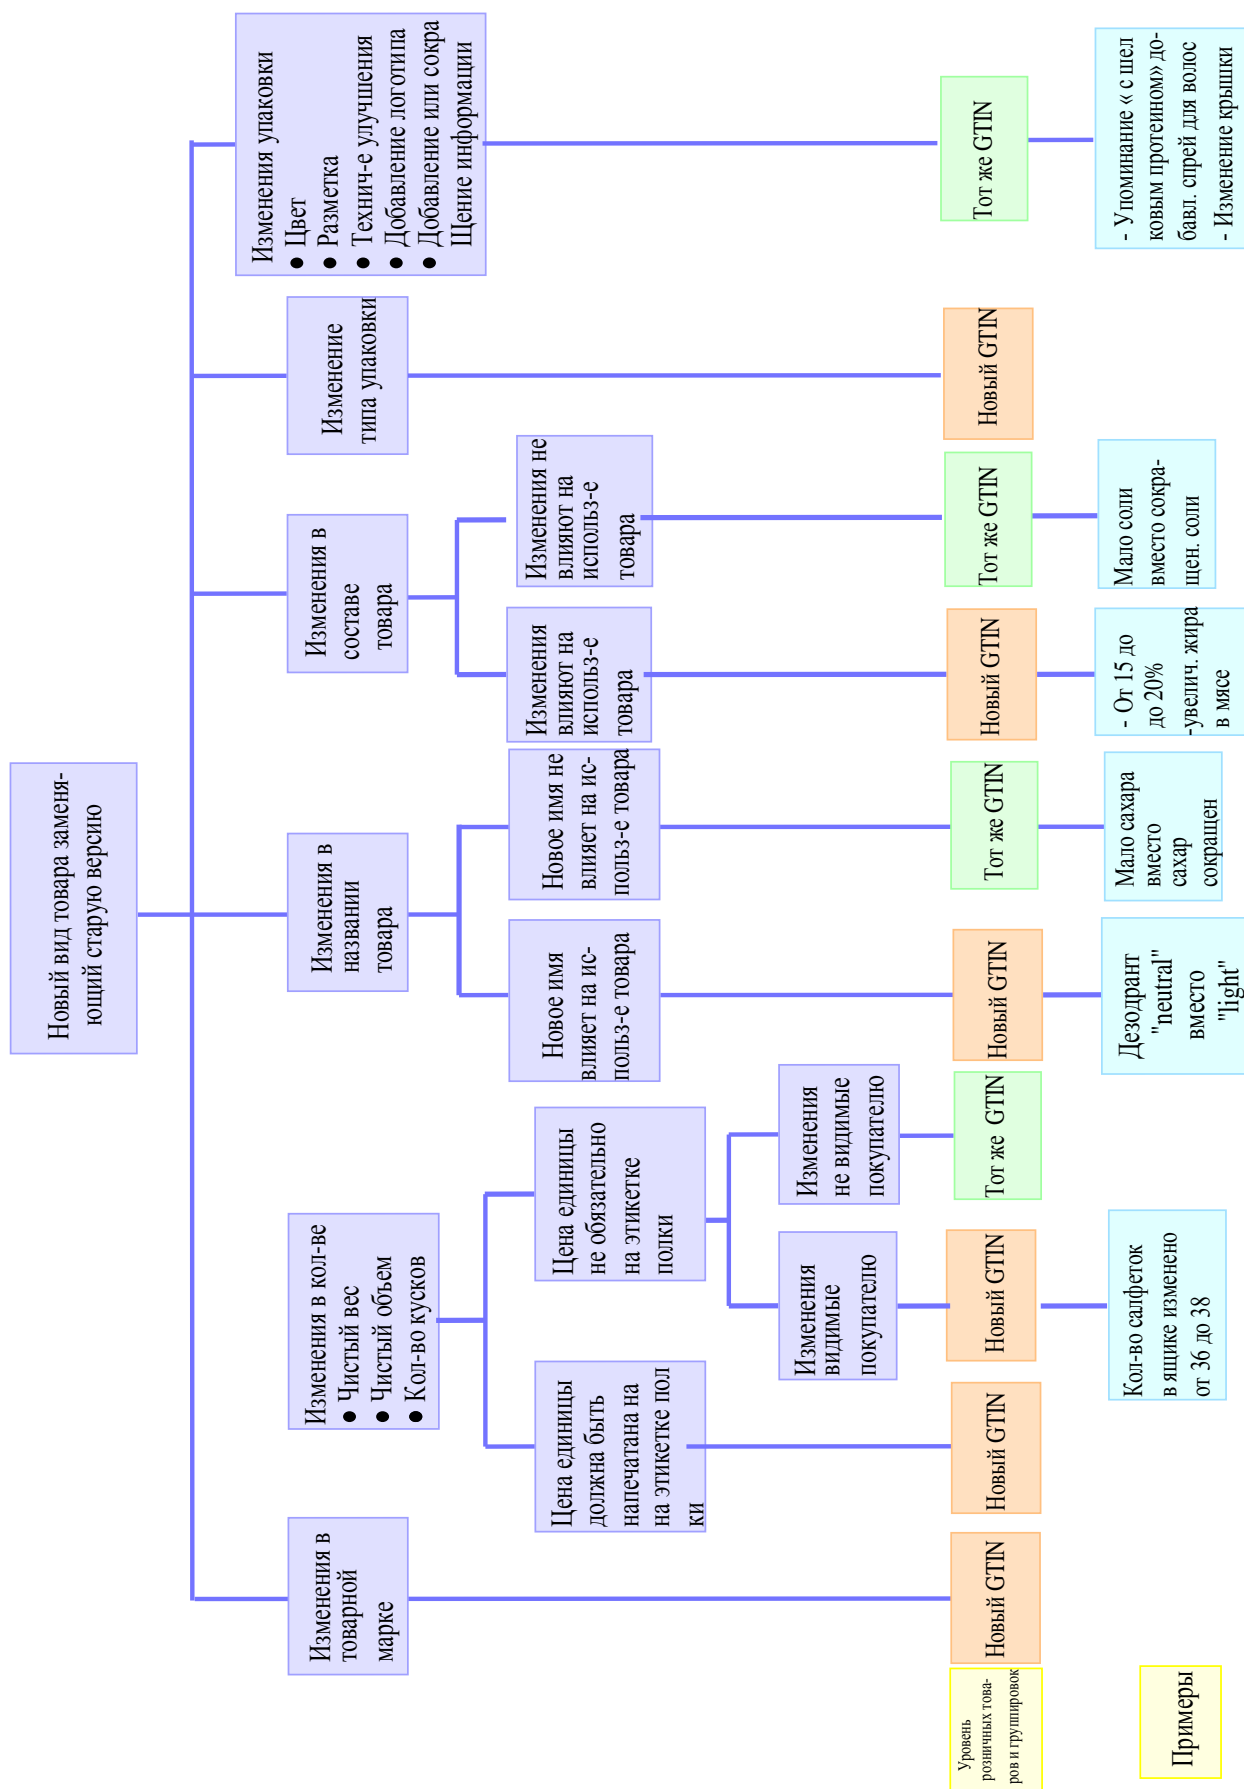 Новый вид товара заменя-
ющий старую версию
Изменения в
товарной
марке
Изменения в кол-ве
● Чистый вес
● Чистый объем
● Кол-во кусков
Изменения в
названии
товара
Изменения в
составе
товара
Изменение
типа упаковки
Изменения упаковки
● Цвет
● Разметка
● Технич-е улучшения
● Добавление логотипа
● Добавление или сокра
Щение информации
Цена единицы
должна быть
напечатана на
на этикетке пол
ки
Цена единицы
не обязательно
на этикетке
полки
Новое имя
влияет на ис-
польз-е товара
Новое имя не
влияет на ис-
польз-е товара
Изменения
влияют на
использ-е
товара
Изменения не
влияют на
использ-е
товара
Изменения
видимые
покупателю
Изменения
не видимые
покупателю
Уровень
розничных това-
ров и группировок
Новый GTIN
Новый GTIN
Новый GTIN
Тот же GTIN
Новый GTIN
Тот же GTIN
Новый GTIN
Тот же GTIN
Новый GTIN
Тот же GTIN
Примеры
Кол-во салфеток
в ящике изменено
от 36 до 38
Дезодрант
"neutral"
вместо
"light"
Мало сахара
вместо
сахар
сокращен
- От 15 до
до 20%
-увелич. жира
в мясе
Мало соли
вместо сокра-
щен. соли
- Упоминание « с шел
ковым протеином» до-
бавл. спрей для волос
- Изменение крышки